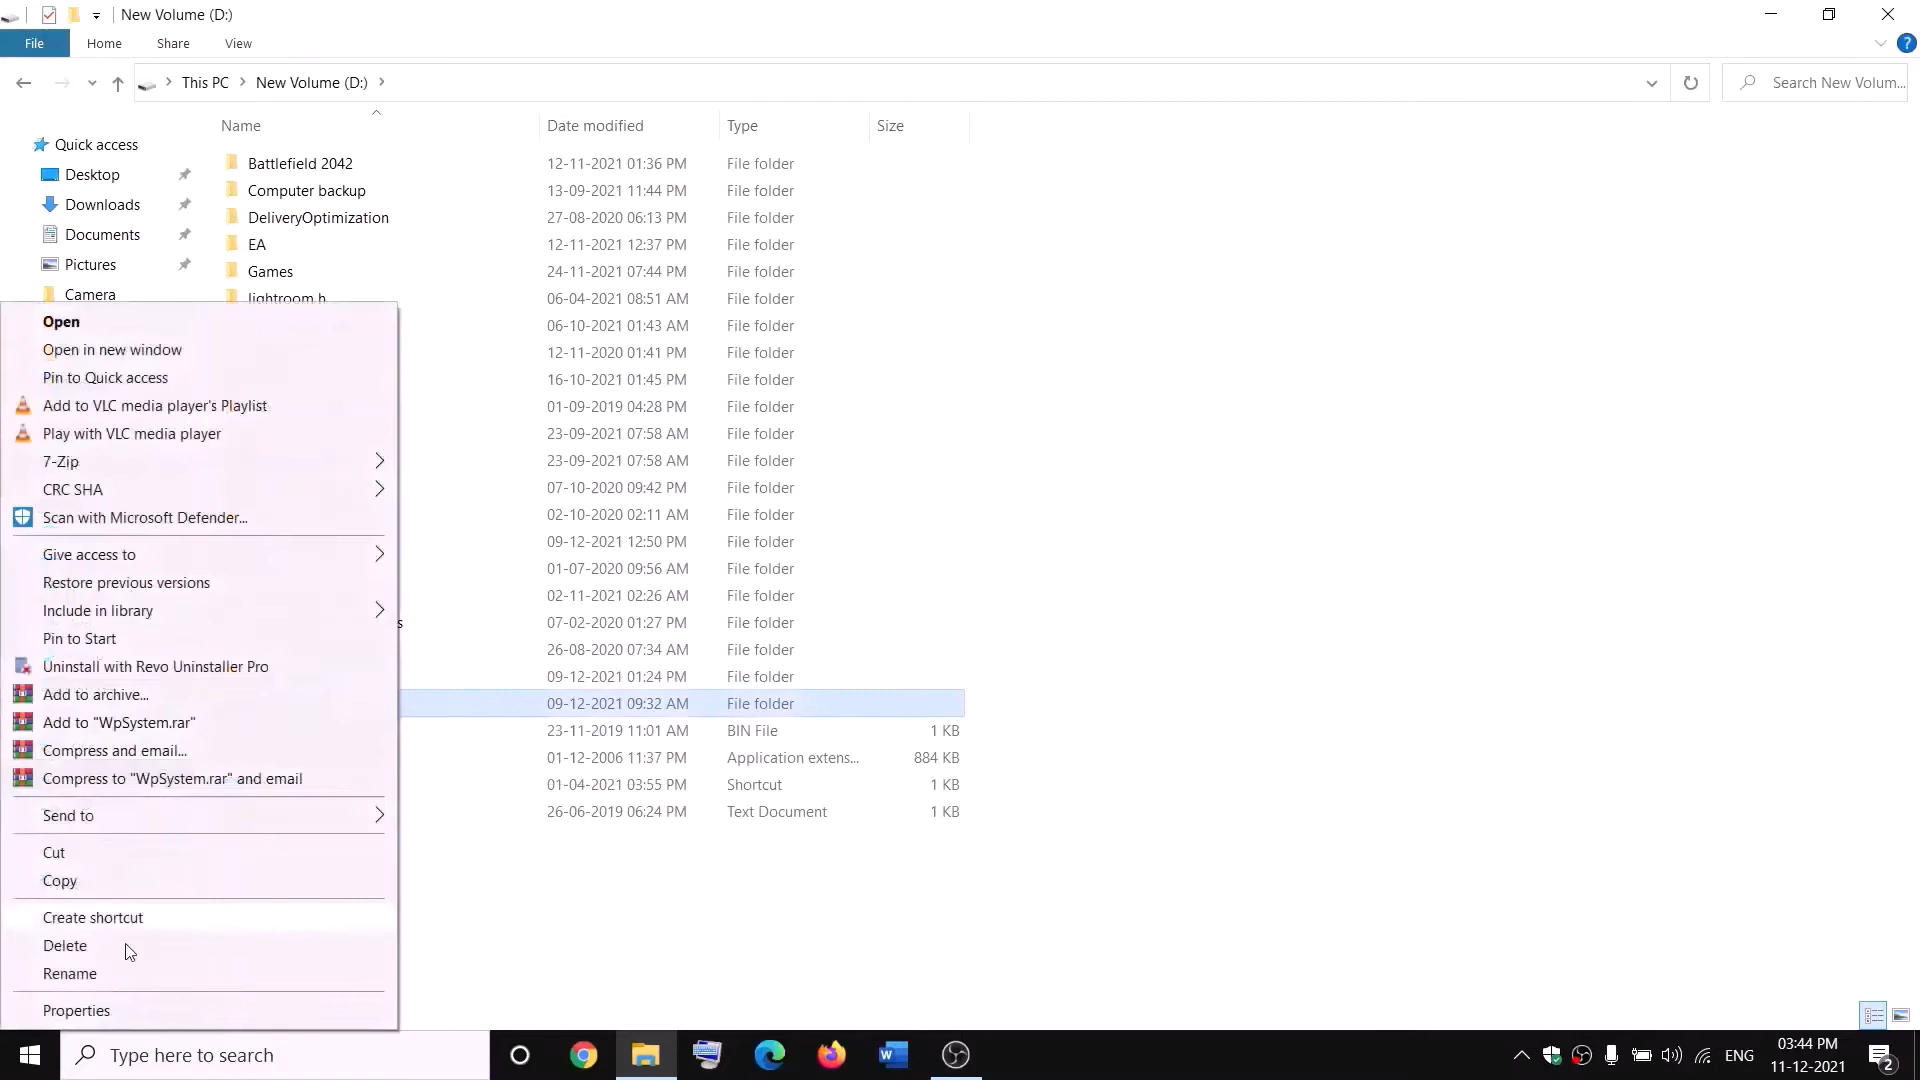 New Volume (D:)
File Home Share View
This PC New Volume (D:)
Search New Volum...
Name Date modified Type Size
Quick access
Desktop
Downloads
Documents
Pictures
Camera
Battlefield 2042 12-11-2021 01:36 PM File folder
Computer backup 13-09-2021 11:44 PM File folder
DeliveryOptimization 27-08-2020 06:13 PM File folder
EA 12-11-2021 12:37 PM File folder
Games 24-11-2021 07:44 PM File folder
lightroom h 06-04-2021 08:51 AM File folder
06-10-2021 01:43 AM File folder
12-11-2020 01:41 PM File folder
16-10-2021 01:45 PM File folder
01-09-2019 04:28 PM File folder
23-09-2021 07:58 AM File folder
23-09-2021 07:58 AM File folder
07-10-2020 09:42 PM File folder
02-10-2020 02:11 AM File folder
09-12-2021 12:50 PM File folder
01-07-2020 09:56 AM File folder
02-11-2021 02:26 AM File folder
s 07-02-2020 01:27 PM File folder
26-08-2020 07:34 AM File folder
09-12-2021 01:24 PM File folder
09-12-2021 09:32 AM File folder
23-11-2019 11:01 AM BIN File 1 KB
01-12-2006 11:37 PM Application extens... 884 KB
01-04-2021 03:55 PM Shortcut 1 KB
26-06-2019 06:24 PM Text Document 1 KB
Open
Open in new window
Pin to Quick access
Add to VLC media player's Playlist
Play with VLC media player
7-Zip
CRC SHA
Scan with Microsoft Defender...
Give access to
Restore previous versions
Include in library
Pin to Start
Uninstall with Revo Uninstaller Pro
Add to archive...
Add to "WpSystem.rar"
Compress and email...
Compress to "WpSystem.rar" and email
Send to
Cut
Copy
Create shortcut
Delete
Rename
Properties
Type here to search
ENG
03:44 PM
11-12-2021
2